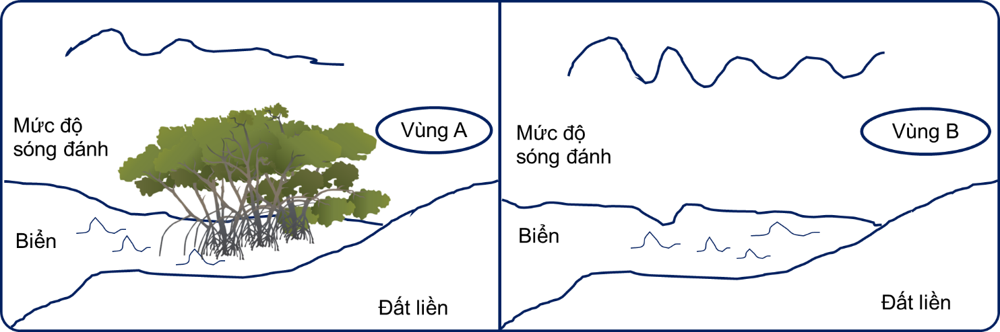 Mức độ
sóng đánh
Vùng A
Biển
Đất liền
Mức độ
sóng đánh
Vùng B
Biển
Đất liền